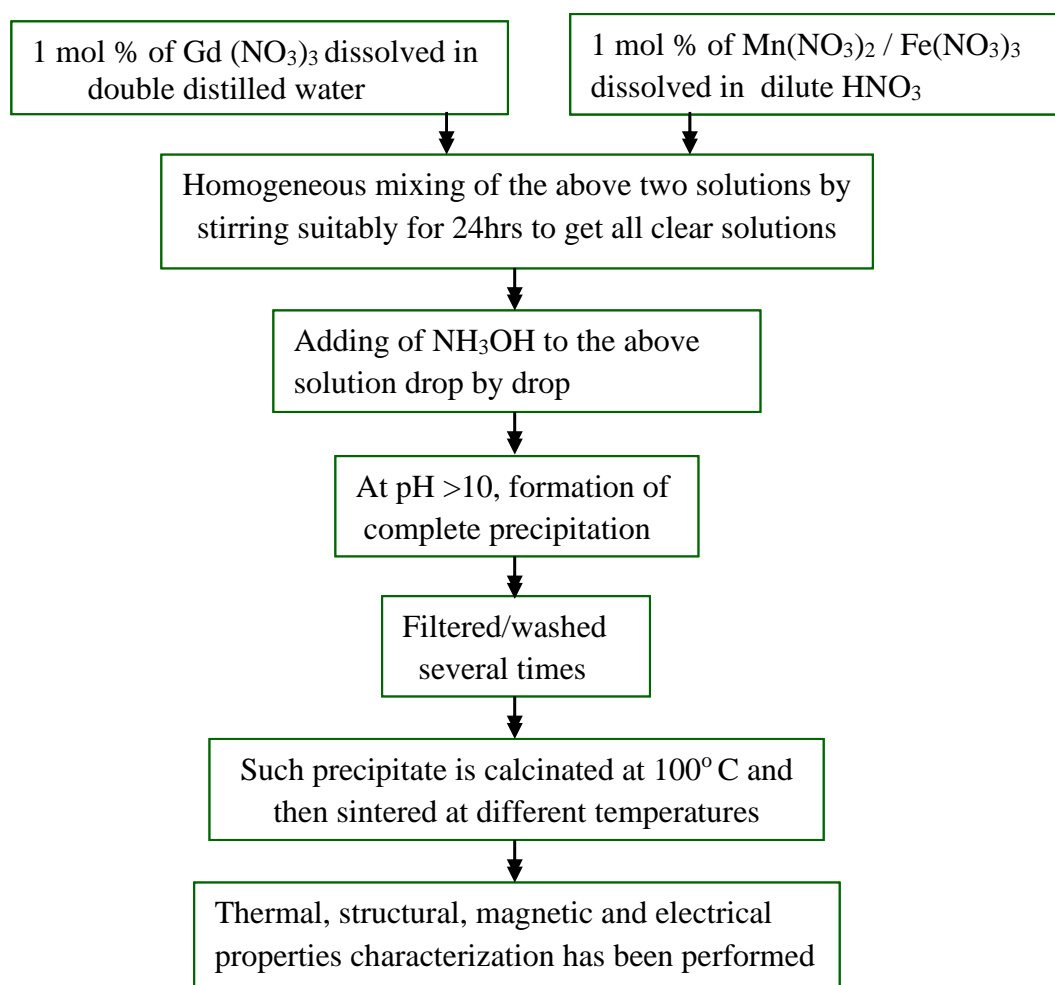 1 mol % of Gd (NO₃)₃ dissolved in
double distilled water
1 mol % of Mn(NO₃)₂ / Fe(NO₃)₃
dissolved in dilute HNO₃
Homogeneous mixing of the above two solutions by
stirring suitably for 24hrs to get all clear solutions
Adding of NH₃OH to the above
solution drop by drop
At pH >10, formation of
complete precipitation
Filtered/washed
several times
Such precipitate is calcinated at 100° C and
then sintered at different temperatures
Thermal, structural, magnetic and electrical
properties characterization has been performed